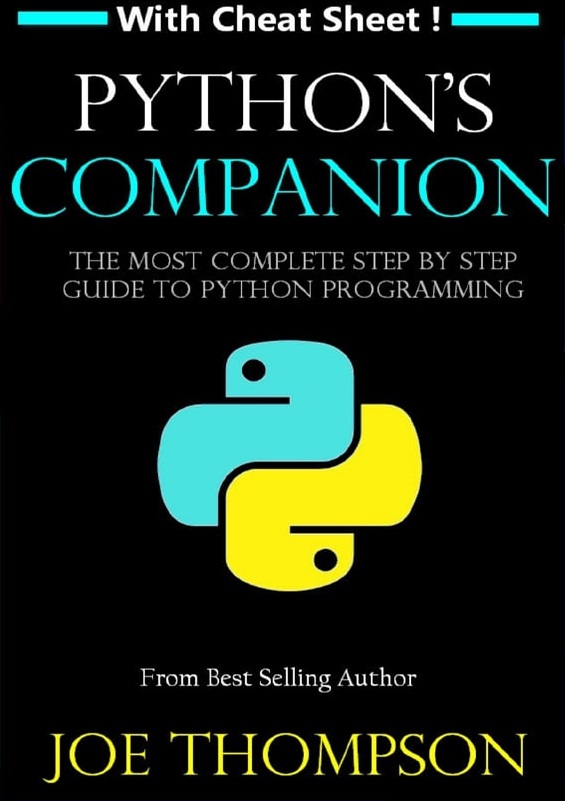 With Cheat Sheet !
PYTHON'S
COMPANION
THE MOST COMPLETE STEP BY STEP
GUIDE TO PYTHON PROGRAMMING
From Best Selling Author
JOE THOMPSON